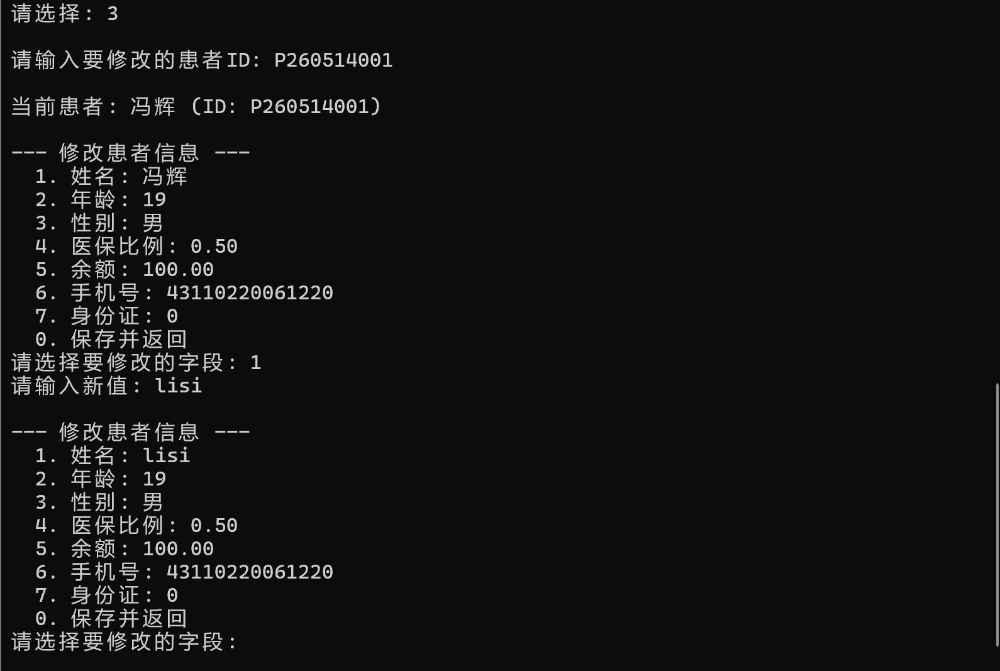 请选择: 3
请输入要修改的患者ID: P260514001
当前患者: 冯辉 (ID: P260514001)
--- 修改患者信息 ---
1. 姓名: 冯辉
2. 年龄: 19
3. 性别: 男
4. 医保比例: 0.50
5. 余额: 100.00
6. 手机号: 43110220061220
7. 身份证: 0
0. 保存并返回
请选择要修改的字段: 1
请输入新值: lisi
--- 修改患者信息 ---
1. 姓名: lisi
2. 年龄: 19
3. 性别: 男
4. 医保比例: 0.50
5. 余额: 100.00
6. 手机号: 43110220061220
7. 身份证: 0
0. 保存并返回
请选择要修改的字段: